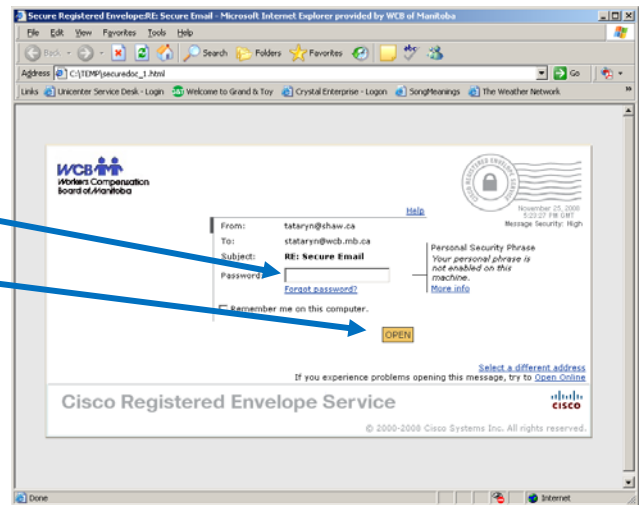 Secure Registered Envelope:RE: Secure Email - Microsoft Internet Explorer provided by WCB of Manitoba
File Edit View Favorites Tools Help
Back Search Folders Favorites
Address C:\TEMP\securedoc_1.html Go
Links Unicenter Service Desk - Login Welcome to Grand & Toy Crystal Enterprise - Logon SongMeanings The Weather Network
WCB
Workers Compensation
Board of Manitoba
CISCO REGISTERED ENVELOPE SERVICE
November 25, 2008
5:23:27 PM GMT
Message Security: High
Help
From: tataryn@shaw.ca
To: stataryn@wcb.mb.ca
Subject: RE: Secure Email
Password:
Forgot password?
Personal Security Phrase
Your personal phrase is
not enabled on this
machine.
More info
Remember me on this computer.
OPEN
Select a different address
If you experience problems opening this message, try to Open Online
Cisco Registered Envelope Service
CISCO
© 2000-2008 Cisco Systems Inc. All rights reserved.
Done Internet